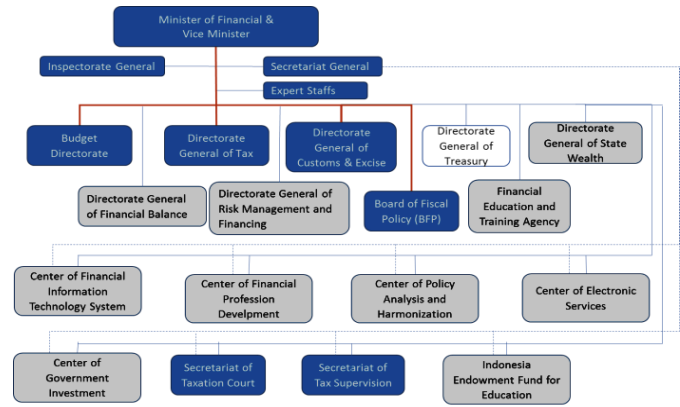 Minister of Financial &
Vice Minister
Inspectorate General
Secretariat General
Expert Staffs
Budget
Directorate
Directorate
General of Tax
Directorate
General of
Customs & Excise
Directorate
General of
Treasury
Directorate
General of State
Wealth
Directorate General
of Financial Balance
Directorate General of
Risk Management and
Financing
Board of Fiscal
Policy (BFP)
Financial
Education and
Training Agency
Center of Financial
Information
Technology System
Center of Financial
Profession
Develpment
Center of Policy
Analysis and
Harmonization
Center of Electronic
Services
Center of
Government
Investment
Secretariat of
Taxation Court
Secretariat of
Tax Supervision
Indonesia
Endowment Fund for
Education